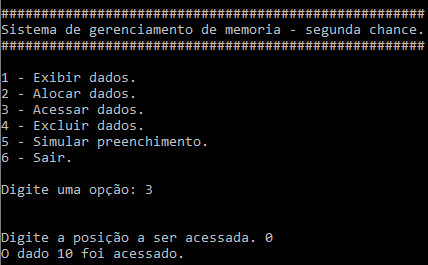 #####################################################
Sistema de gerenciamento de memoria - segunda chance.
#####################################################
1 - Exibir dados.
2 - Alocar dados.
3 - Acessar dados.
4 - Excluir dados.
5 - Simular preenchimento.
6 - Sair.
Digite uma opção: 3
Digite a posição a ser acessada. 0
O dado 10 foi acessado.